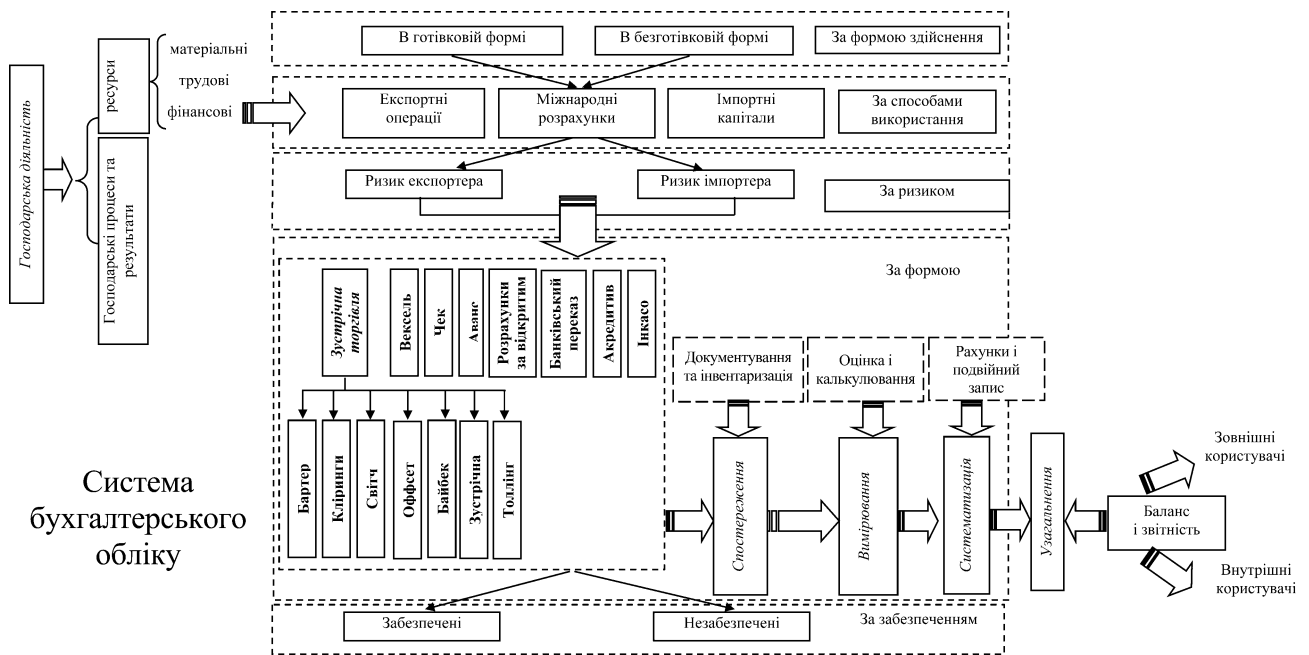 Господарська діяльність
ресурси
Господарські процеси та
результати
матеріальні
трудові
фінансові
В готівковій формі
В безготівковій формі
За формою здійснення
Експортні
операції
Міжнародні
розрахунки
Імпортні
капітали
За способами
використання
Ризик експортера
Ризик імпортера
За ризиком
За формою
Зустрічна
торгівля
Вексель
Чек
Аванс
Розрахунки
за відкритим
Банківський
переказ
Акредитив
Інкасо
Бартер
Кліринги
Світч
Оффсет
Байбек
Зустрічна
Толлінг
Документування
та інвентаризація
Оцінка і
калькулювання
Рахунки і
подвійний
запис
Спостереження
Вимірювання
Систематизація
Узагальнення
Баланс
і звітність
Зовнішні
користувачі
Внутрішні
користувачі
Система
бухгалтерського
обліку
Забезпечені
Незабезпечені
За забезпеченням